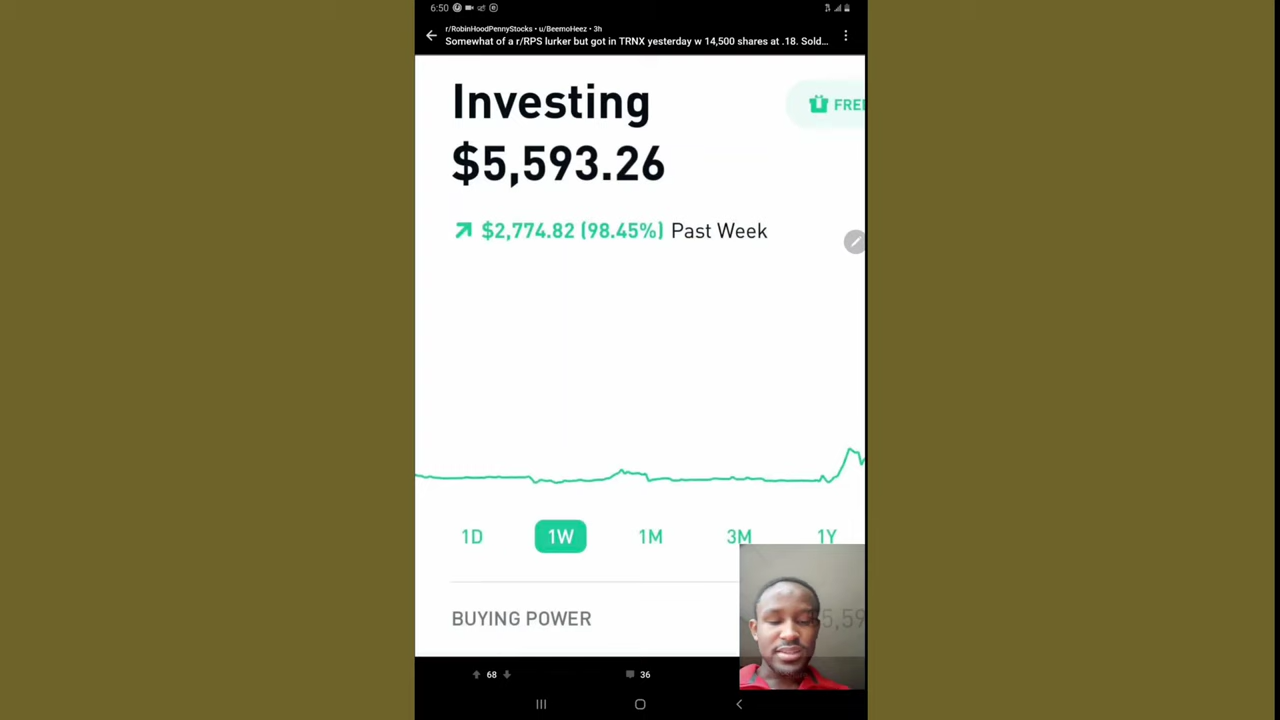 6:50
r/RobinHoodPennyStocks • u/BeemoHeez • 3h
Somewhat of a r/RPS lurker but got in TRNX yesterday w 14,500 shares at .18. Sold...
Investing
FREE
$5,593.26
$2,774.82 (98.45%) Past Week
1D 1W 1M 3M 1Y
BUYING POWER
$5,59
68 36